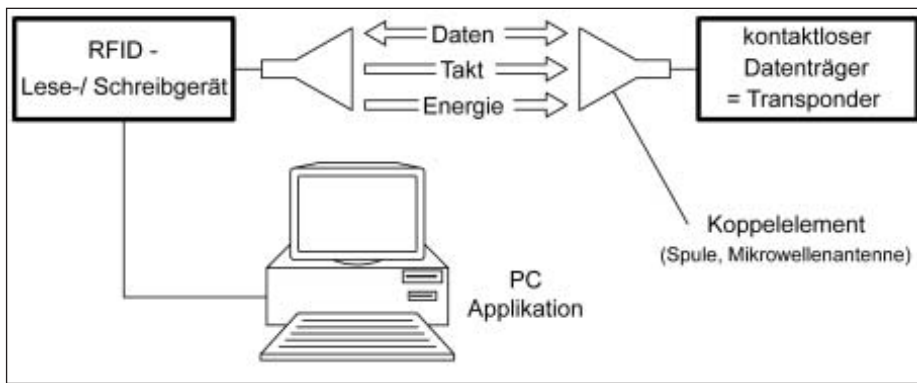 RFID -
Lese-/ Schreibgerät
Daten
Takt
Energie
kontaktloser
Datenträger
= Transponder
Koppelelement
(Spule, Mikrowellenantenne)
PC
Applikation